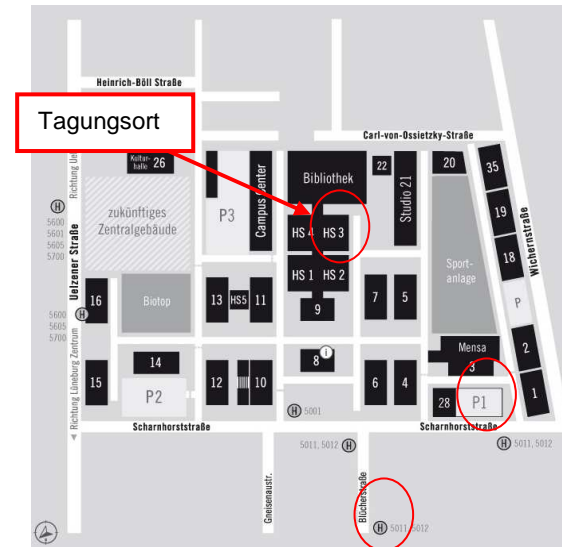 Heinrich-Böll Straße
Tagungsort
Carl-von-Ossietzky-Straße
Richtung Ue
Kultur-
halle 26
P3
Campus Center
Bibliothek
22
Studio 21
20
35
19
18
P
2
1
Wichernstraße
H
5600
5601
5605
5700
Uelzener Straße
zukünftiges
Zentralgebäude
HS 4
HS 3
HS 1
HS 2
9
Sport-
anlage
16
Biotop
13
HS5
11
7
5
H
5600
5605
5700
Richtung Lüneburg Zentrum
14
15
P2
12
10
8
i
6
4
Mensa
3
28
P1
H 5001
Scharnhorststraße
Scharnhorststraße
5011, 5012 H
H 5011, 5012
Gneisenaustr.
Blücherstraße
H 5011, 5012